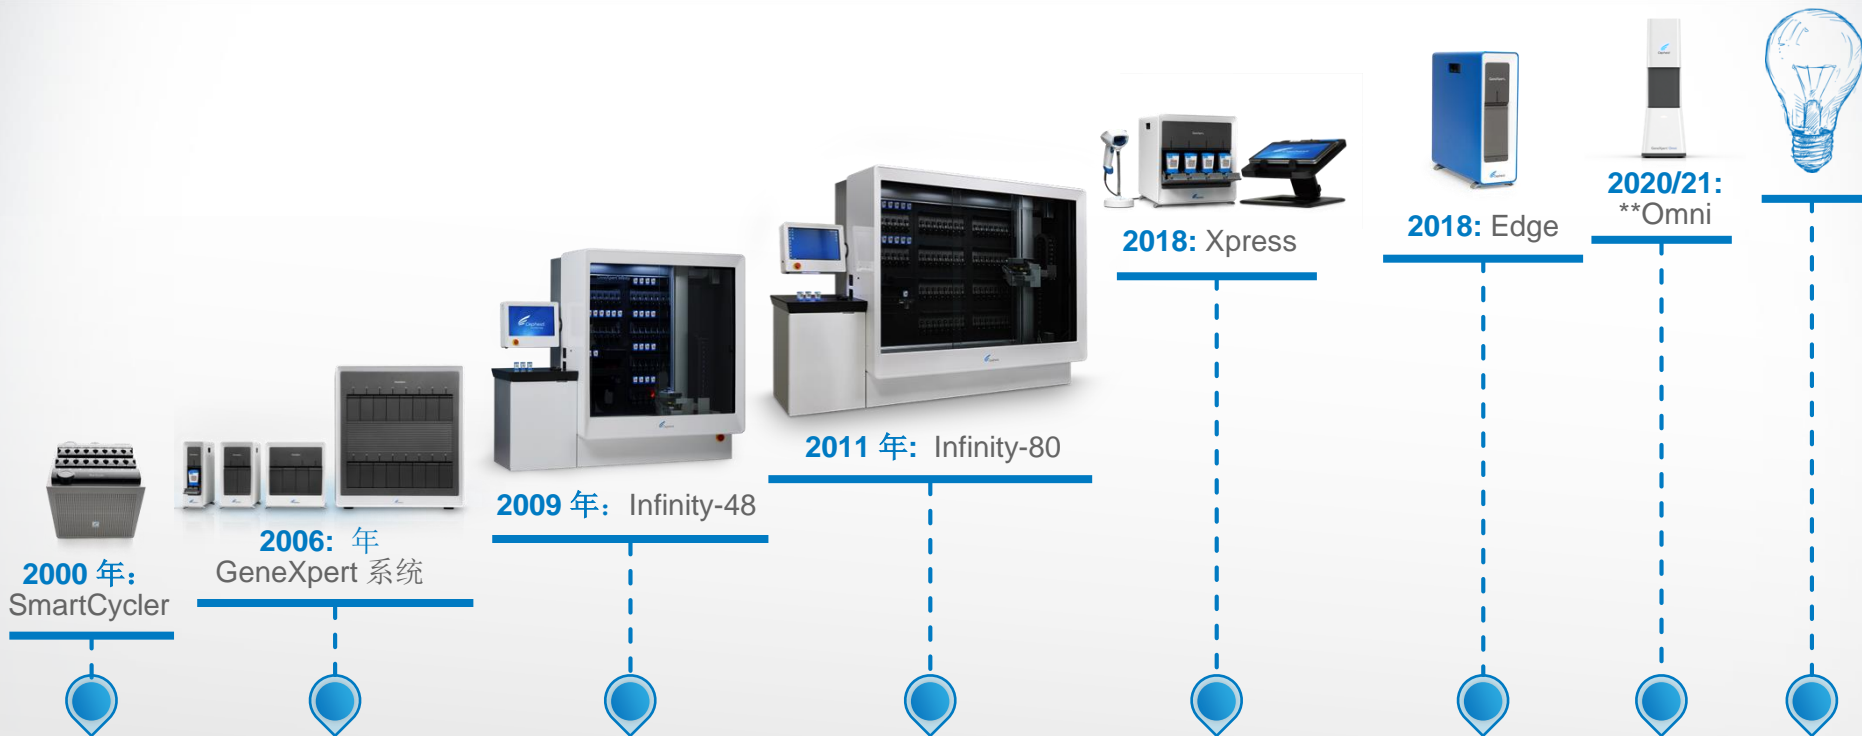 2000 年：
SmartCycler
2006: 年
GeneXpert 系统
2009 年： Infinity-48
2011 年: Infinity-80
2018: Xpress
2018: Edge
2020/21:
**Omni